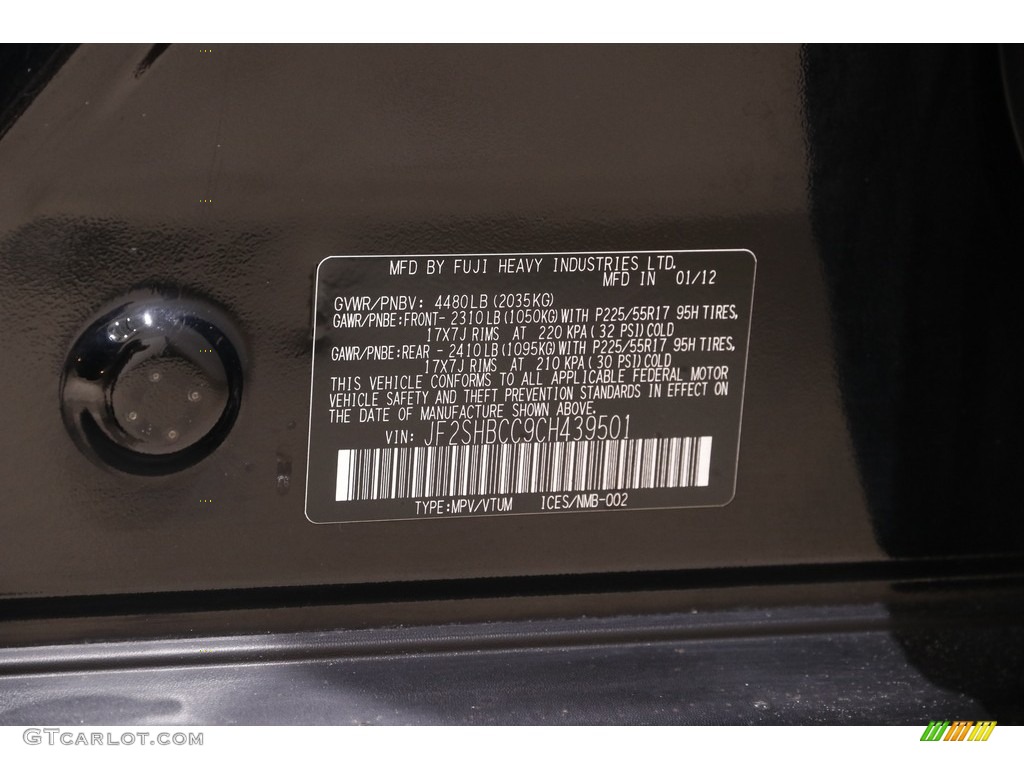 MFD BY FUJI HEAVY INDUSTRIES LTD.
MFD IN 01/12
GVWR/PNBV: 4480LB(2035KG)
GAWR/PNBE:FRONT- 2310LB(1050KG)WITH P225/55R17 95H TIRES,
17X7J RIMS AT 220 KPA(32 PSI)COLD
GAWR/PNBE:REAR - 2410LB(1095KG)WITH P225/55R17 95H TIRES,
17X7J RIMS AT 210 KPA(30 PSI)COLD
THIS VEHICLE CONFORMS TO ALL APPLICABLE FEDERAL MOTOR
VEHICLE SAFETY AND THEFT PREVENTION STANDARDS IN EFFECT ON
THE DATE OF MANUFACTURE SHOWN ABOVE.
VIN: JF2SHBCC9CH439501
TYPE:MPV/VTUM ICES/NMB-002
GTcarlot.com